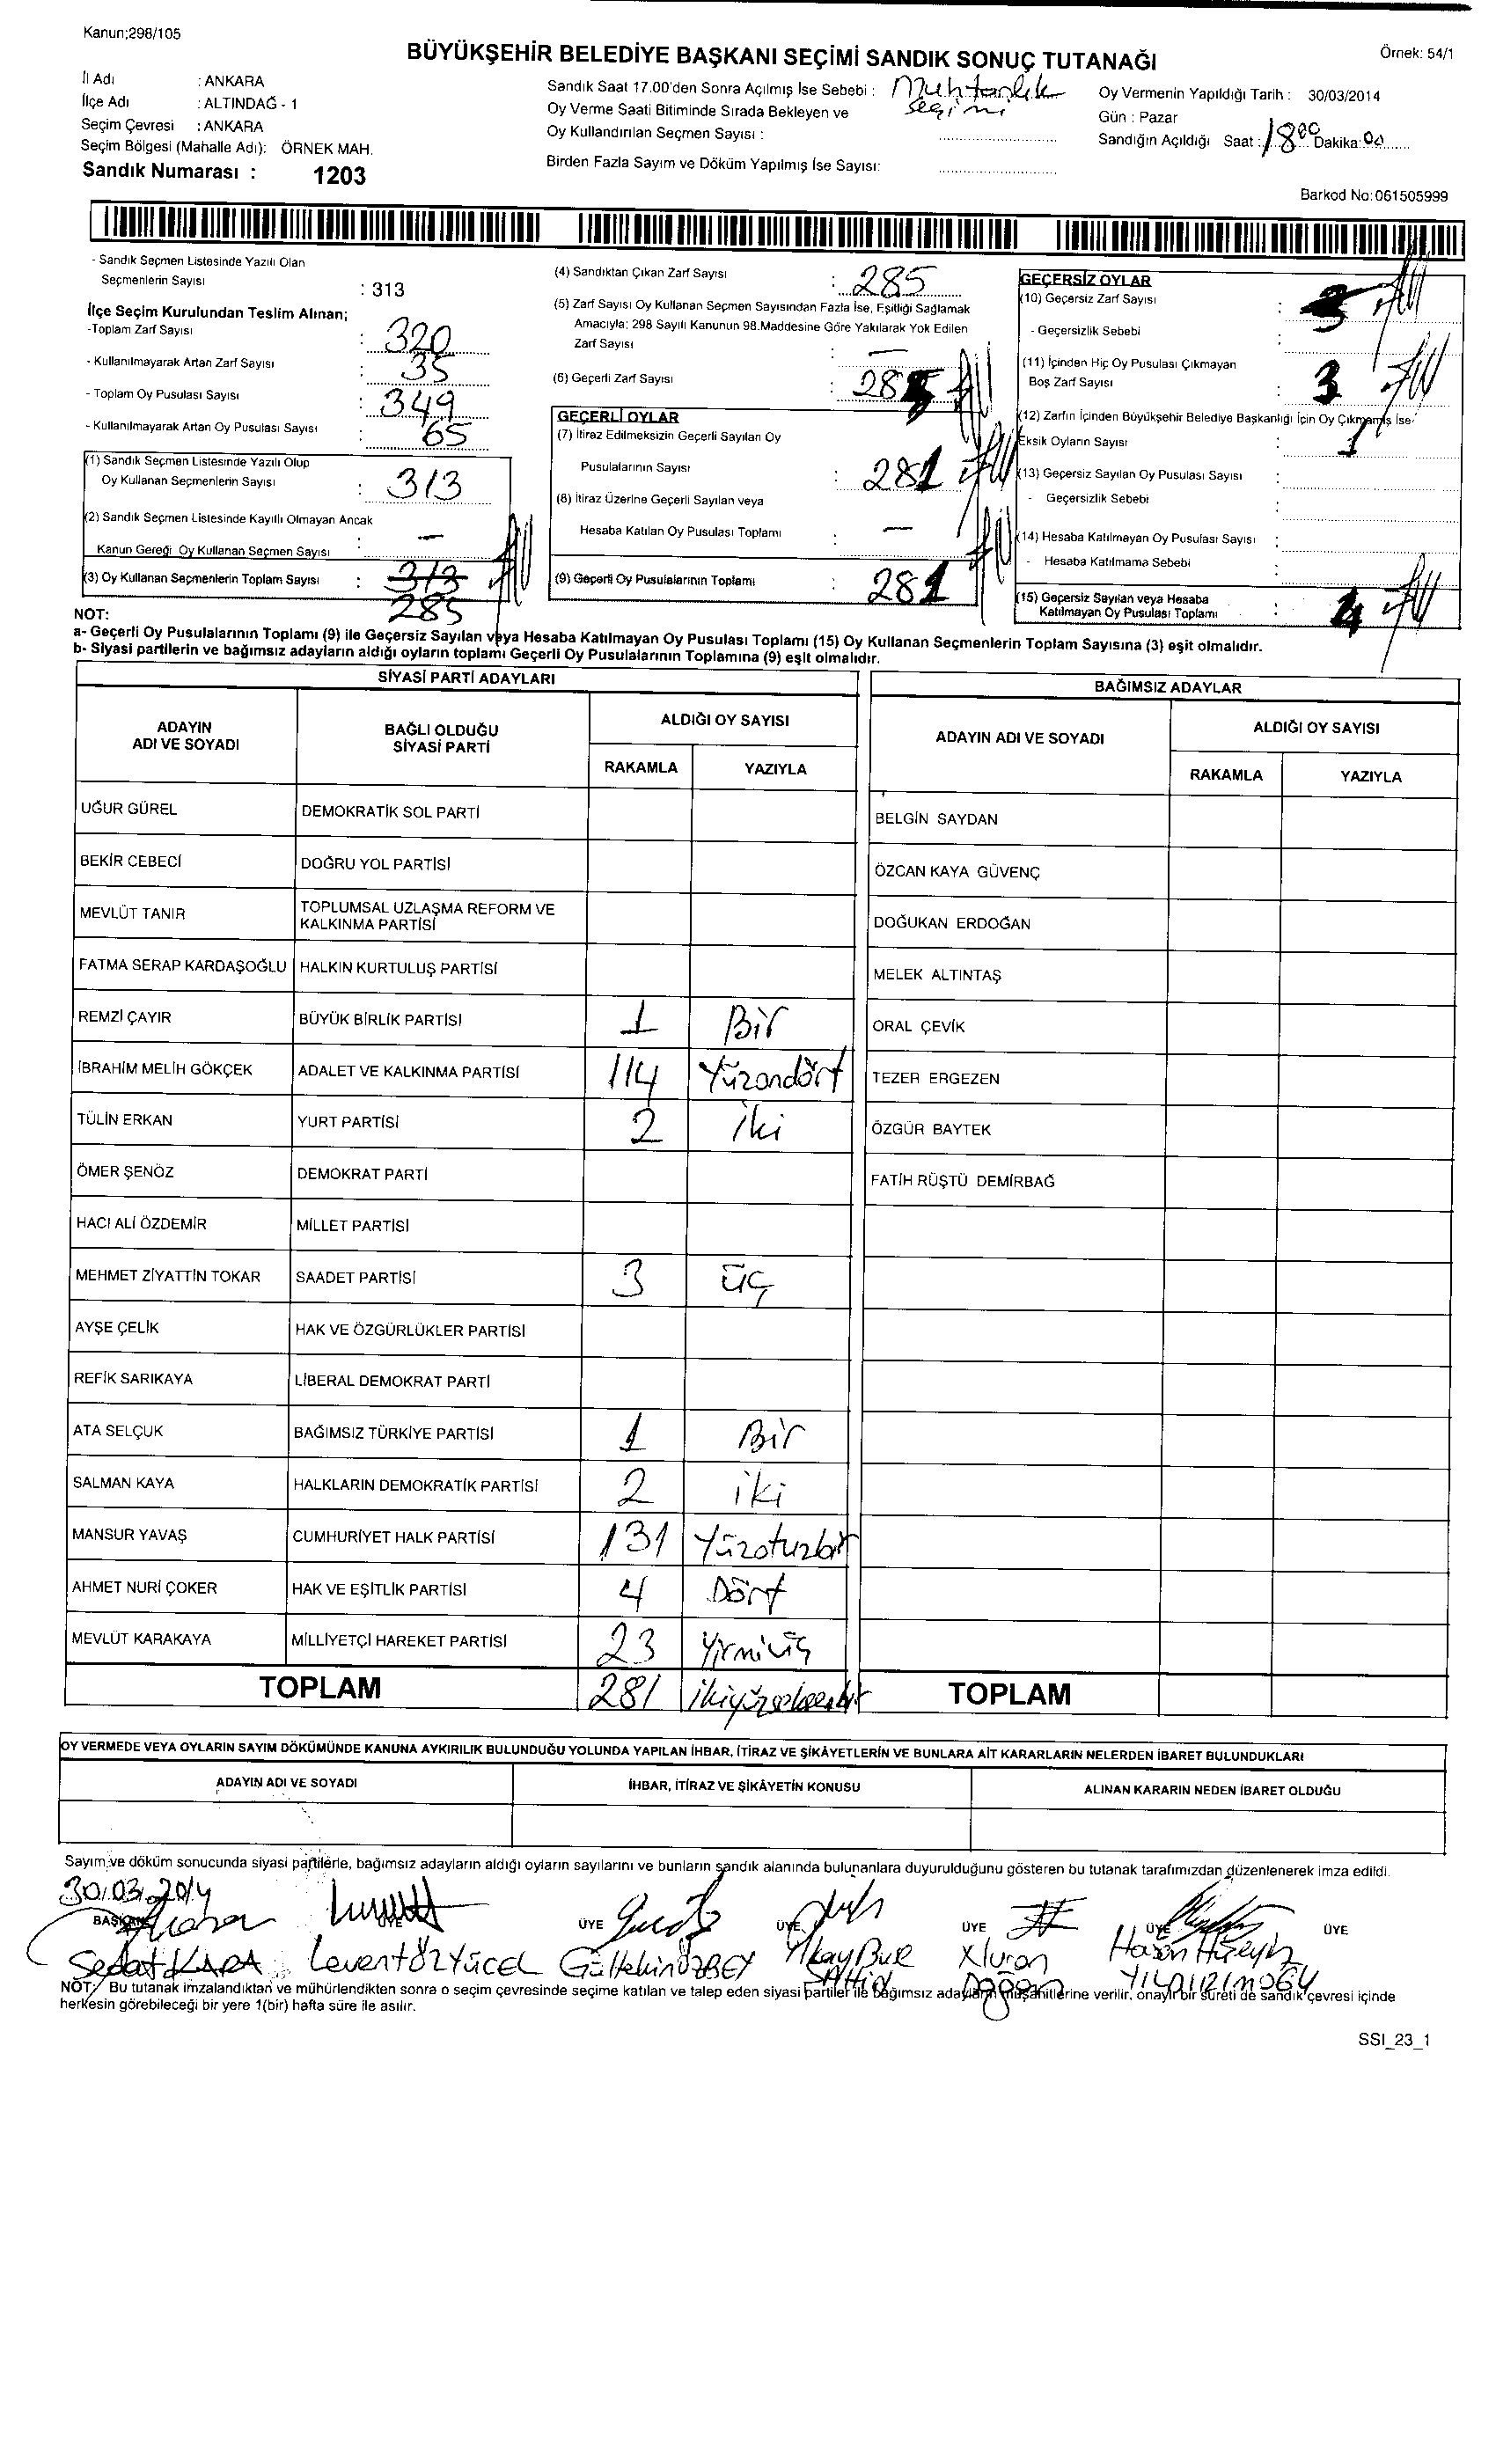 Kanun;298/105
BÜYÜKŞEHİR BELEDİYE BAŞKANI SEÇİMİ SANDIK SONUÇ TUTANAĞI
Örnek: 54/1
İl Adı : ANKARA
İlçe Adı : ALTINDAĞ - 1
Seçim Çevresi : ANKARA
Seçim Bölgesi (Mahalle Adı): ÖRNEK MAH.
Sandık Numarası : 1203
Sandık Saat 17.00'den Sonra Açılmış İse Sebebi : Muhtarlık seçimi
Oy Verme Saati Bitiminde Sırada Bekleyen ve
Oy Kullandırılan Seçmen Sayısı :
Birden Fazla Sayım ve Döküm Yapılmış İse Sayısı:
Oy Vermenin Yapıldığı Tarih : 30/03/2014
Gün : Pazar
Sandığın Açıldığı Saat : 18 00 Dakika: 00
Barkod No:061505999
- Sandık Seçmen Listesinde Yazılı Olan
Seçmenlerin Sayısı : 313
İlçe Seçim Kurulundan Teslim Alınan;
-Toplam Zarf Sayısı : 320
- Kullanılmayarak Artan Zarf Sayısı : 35
- Toplam Oy Pusulası Sayısı : 349
- Kullanılmayarak Artan Oy Pusulası Sayısı : 65
(1) Sandık Seçmen Listesinde Yazılı Olup
Oy Kullanan Seçmenlerin Sayısı : 313
(2) Sandık Seçmen Listesinde Kayıtlı Olmayan Ancak
Kanun Gereği Oy Kullanan Seçmen Sayısı : -
(3) Oy Kullanan Seçmenlerin Toplam Sayısı : 313
285
(4) Sandıktan Çıkan Zarf Sayısı : 285
(5) Zarf Sayısı Oy Kullanan Seçmen Sayısından Fazla İse, Eşitliği Sağlamak
Amacıyla; 298 Sayılı Kanunun 98.Maddesine Göre Yakılarak Yok Edilen
Zarf Sayısı : -
(6) Geçerli Zarf Sayısı : 285
GEÇERLİ OYLAR
(7) İtiraz Edilmeksizin Geçerli Sayılan Oy
Pusulalarının Sayısı : 281
(8) İtiraz Üzerine Geçerli Sayılan veya
Hesaba Katılan Oy Pusulası Toplamı : -
(9) Geçerli Oy Pusulalarının Toplamı : 281
GEÇERSİZ OYLAR
(10) Geçersiz Zarf Sayısı :
- Geçersizlik Sebebi :
(11) İçinden Hiç Oy Pusulası Çıkmayan
Boş Zarf Sayısı : 3
(12) Zarfın İçinden Büyükşehir Belediye Başkanlığı İçin Oy Çıkmamış İse
Eksik Oyların Sayısı : 1
(13) Geçersiz Sayılan Oy Pusulası Sayısı :
- Geçersizlik Sebebi :
(14) Hesaba Katılmayan Oy Pusulası Sayısı :
- Hesaba Katılmama Sebebi :
(15) Geçersiz Sayılan veya Hesaba
Katılmayan Oy Pusulası Toplamı : 4
NOT:
a- Geçerli Oy Pusulalarının Toplamı (9) ile Geçersiz Sayılan veya Hesaba Katılmayan Oy Pusulası Toplamı (15) Oy Kullanan Seçmenlerin Toplam Sayısına (3) eşit olmalıdır.
b- Siyasi partilerin ve bağımsız adayların aldığı oyların toplamı Geçerli Oy Pusulalarının Toplamına (9) eşit olmalıdır.
SİYASİ PARTİ ADAYLARI
ADAYIN ADI VE SOYADI BAĞLI OLDUĞU SİYASİ PARTİ ALDIĞI OY SAYISI
RAKAMLA YAZIYLA
UĞUR GÜREL DEMOKRATİK SOL PARTİ
BEKİR CEBECİ DOĞRU YOL PARTİSİ
MEVLÜT TANIR TOPLUMSAL UZLAŞMA REFORM VE KALKINMA PARTİSİ
FATMA SERAP KARDAŞOĞLU HALKIN KURTULUŞ PARTİSİ
REMZİ ÇAYIR BÜYÜK BİRLİK PARTİSİ 1 Bir
İBRAHİM MELİH GÖKÇEK ADALET VE KALKINMA PARTİSİ 114 Yüzondört
TÜLİN ERKAN YURT PARTİSİ 2 İki
ÖMER ŞENÖZ DEMOKRAT PARTİ
HACI ALİ ÖZDEMİR MİLLET PARTİSİ
MEHMET ZİYATTİN TOKAR SAADET PARTİSİ 3 üç
AYŞE ÇELİK HAK VE ÖZGÜRLÜKLER PARTİSİ
REFİK SARIKAYA LİBERAL DEMOKRAT PARTİ
ATA SELÇUK BAĞIMSIZ TÜRKİYE PARTİSİ 1 Bir
SALMAN KAYA HALKLARIN DEMOKRATİK PARTİSİ 2 iki
MANSUR YAVAŞ CUMHURİYET HALK PARTİSİ 131 Yüzotuzbir
AHMET NURİ ÇOKER HAK VE EŞİTLİK PARTİSİ 4 Dört
MEVLÜT KARAKAYA MİLLİYETÇİ HAREKET PARTİSİ 23 Yirmiüç
TOPLAM 281 ikiyüzseksenbir
BAĞIMSIZ ADAYLAR
ADAYIN ADI VE SOYADI ALDIĞI OY SAYISI
RAKAMLA YAZIYLA
BELGİN SAYDAN
ÖZCAN KAYA GÜVENÇ
DOĞUKAN ERDOĞAN
MELEK ALTINTAŞ
ORAL ÇEVİK
TEZER ERGEZEN
ÖZGÜR BAYTEK
FATİH RÜŞTÜ DEMİRBAĞ
TOPLAM
OY VERMEDE VEYA OYLARIN SAYIM DÖKÜMÜNDE KANUNA AYKIRILIK BULUNDUĞU YOLUNDA YAPILAN İHBAR, İTİRAZ VE ŞİKÂYETLERİN VE BUNLARA AİT KARARLARIN NELERDEN İBARET BULUNDUKLARI
ADAYIN ADI VE SOYADI İHBAR, İTİRAZ VE ŞİKÂYETİN KONUSU ALINAN KARARIN NEDEN İBARET OLDUĞU
Sayım ve döküm sonucunda siyasi partilerle, bağımsız adayların aldığı oyların sayılarını ve bunların sandık alanında bulunanlara duyurulduğunu gösteren bu tutanak tarafımızdan düzenlenerek imza edildi.
30.03.2014
BAŞKAN ÜYE ÜYE ÜYE ÜYE ÜYE ÜYE
Sedat KARA Levent ÖZYÜCEL Gültekin ÖZBEY Doğan Hasan Hüseyin
NOT: Bu tutanak imzalandıktan ve mühürlendikten sonra o seçim çevresinde seçime katılan ve talep eden siyasi partiler ile bağımsız adayların müşahitlerine verilir, onaylı bir sureti de sandık çevresi içinde
herkesin görebileceği bir yere 1(bir) hafta süre ile asılır.
SSI_23_1